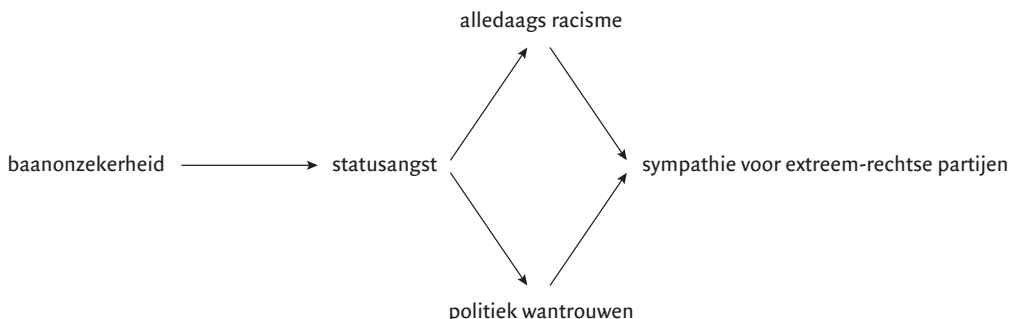 alledaags racisme
baanonzekerheid
statusangst
sympathie voor extreem-rechtse partijen
politiek wantrouwen